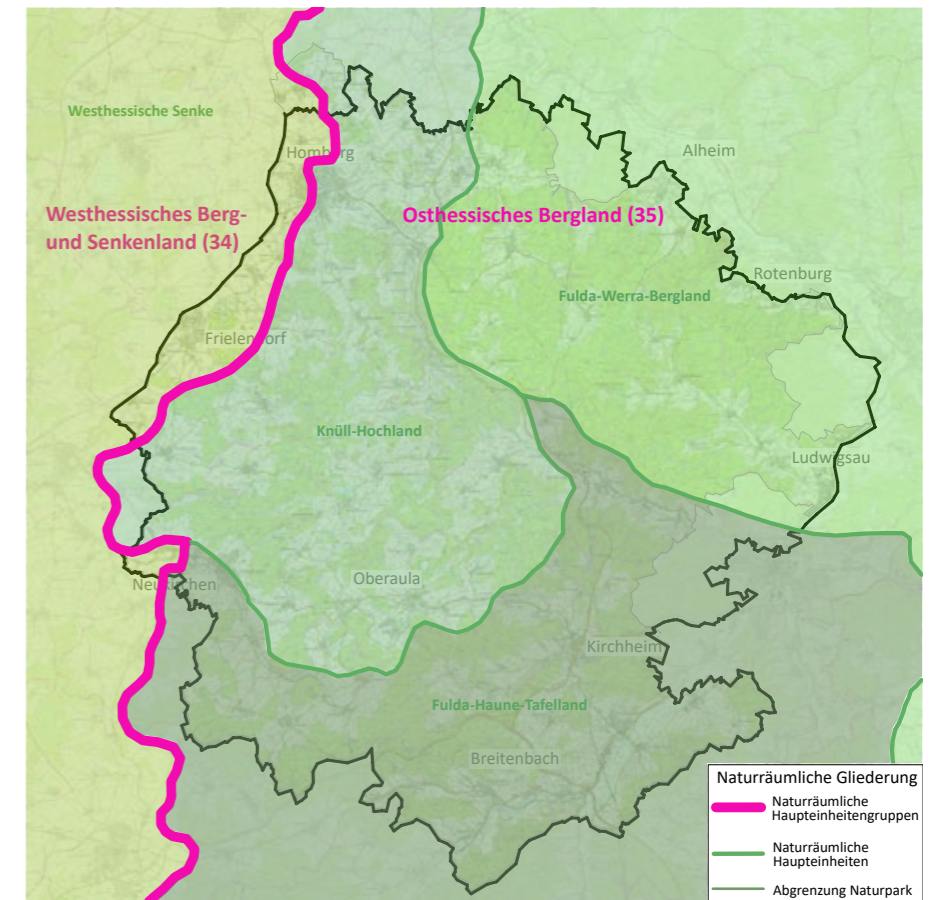 Westhessische Senke
Homberg
Alheim
Westhessisches Berg-
und Senkenland (34)
Osthessisches Bergland (35)
Rotenburg
Fulda-Werra-Bergland
Frielendorf
Knüll-Hochland
Ludwigsau
Oberaula
Neukirchen
Kirchheim
Fulda-Haune-Tafelland
Breitenbach
Naturräumliche Gliederung
Naturräumliche
Haupteinheitengruppen
Naturräumliche
Haupteinheiten
Abgrenzung Naturpark